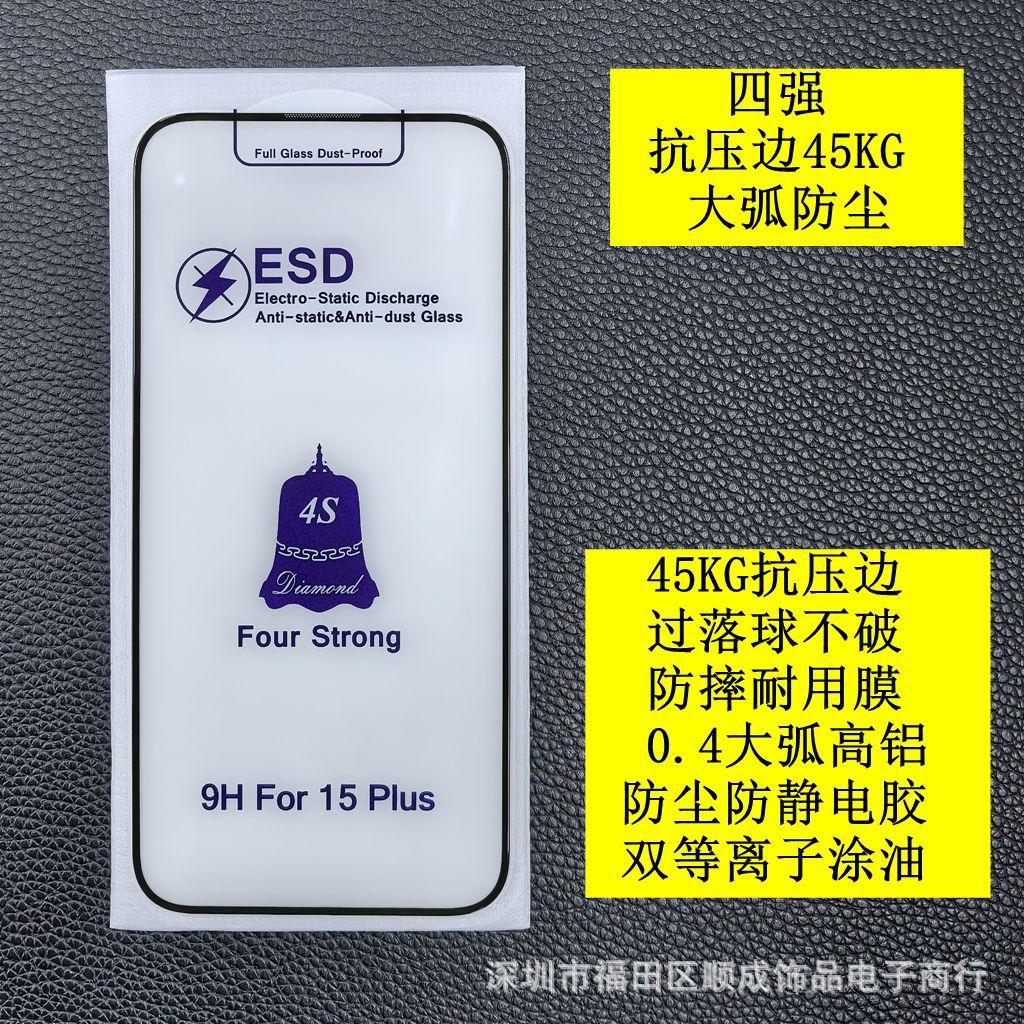 四强
抗压边45KG
大弧防尘
Full Glass Dust-Proof
ESD
Electro-Static Discharge
Anti-static&Anti-dust Glass
4S
Diamond
Four Strong
9H For 15 Plus
45KG抗压边
过落球不破
防摔耐用膜
0.4大弧高铝
防尘防静电胶
双等离子涂油
深圳市福田区顺成饰品电子商行